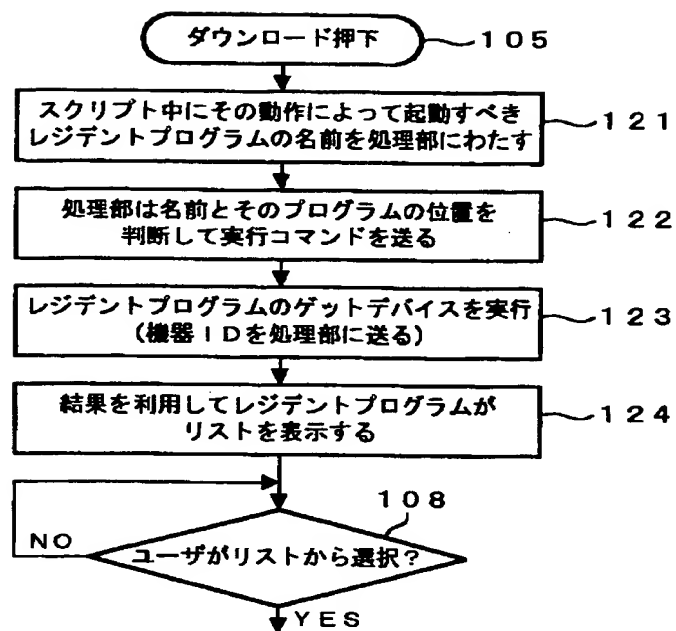 ダウンロード押下
105
スクリプト中にその動作によって起動すべき
レジデントプログラムの名前を処理部にわたす
121
処理部は名前とそのプログラムの位置を
判断して実行コマンドを送る
122
レジデントプログラムのゲットデバイスを実行
(機器IDを処理部に送る)
123
結果を利用してレジデントプログラムが
リストを表示する
124
108
NO
ユーザがリストから選択?
YES